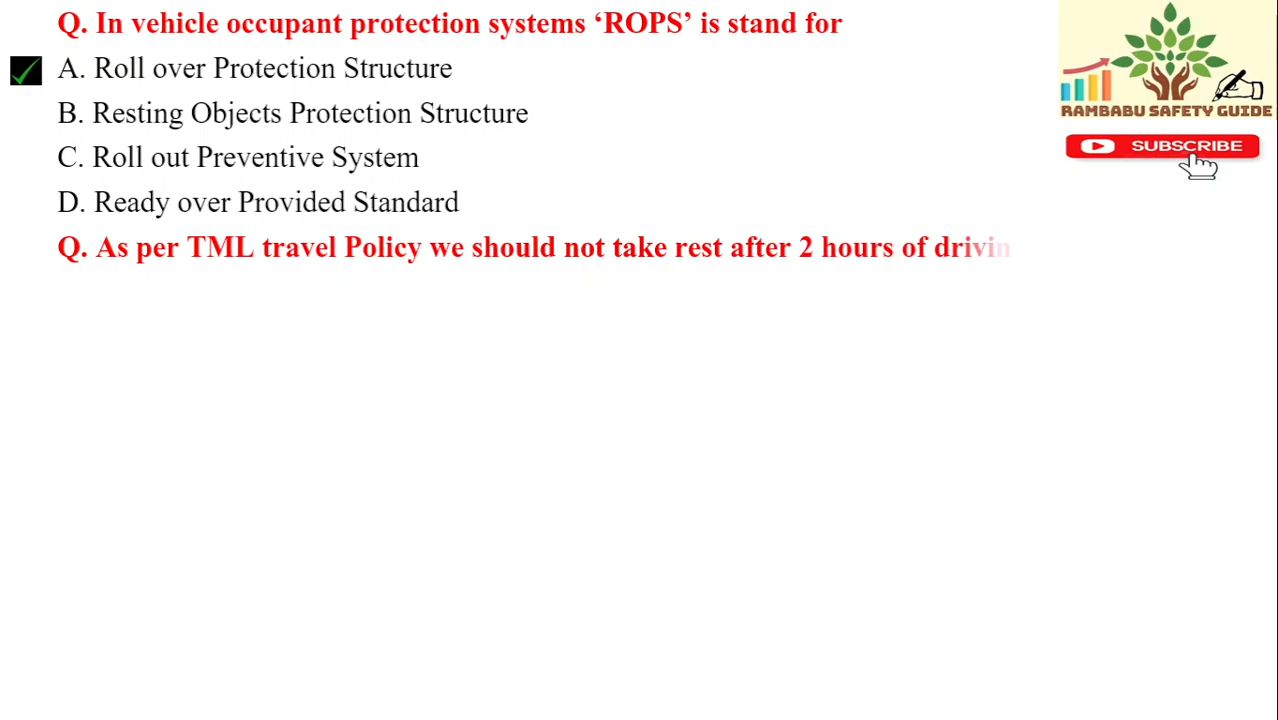 Q. In vehicle occupant protection systems ‘ROPS’ is stand for
A. Roll over Protection Structure
B. Resting Objects Protection Structure
C. Roll out Preventive System
D. Ready over Provided Standard
Q. As per TML travel Policy we should not take rest after 2 hours of drivin
RAMBABU SAFETY GUIDE
SUBSCRIBE